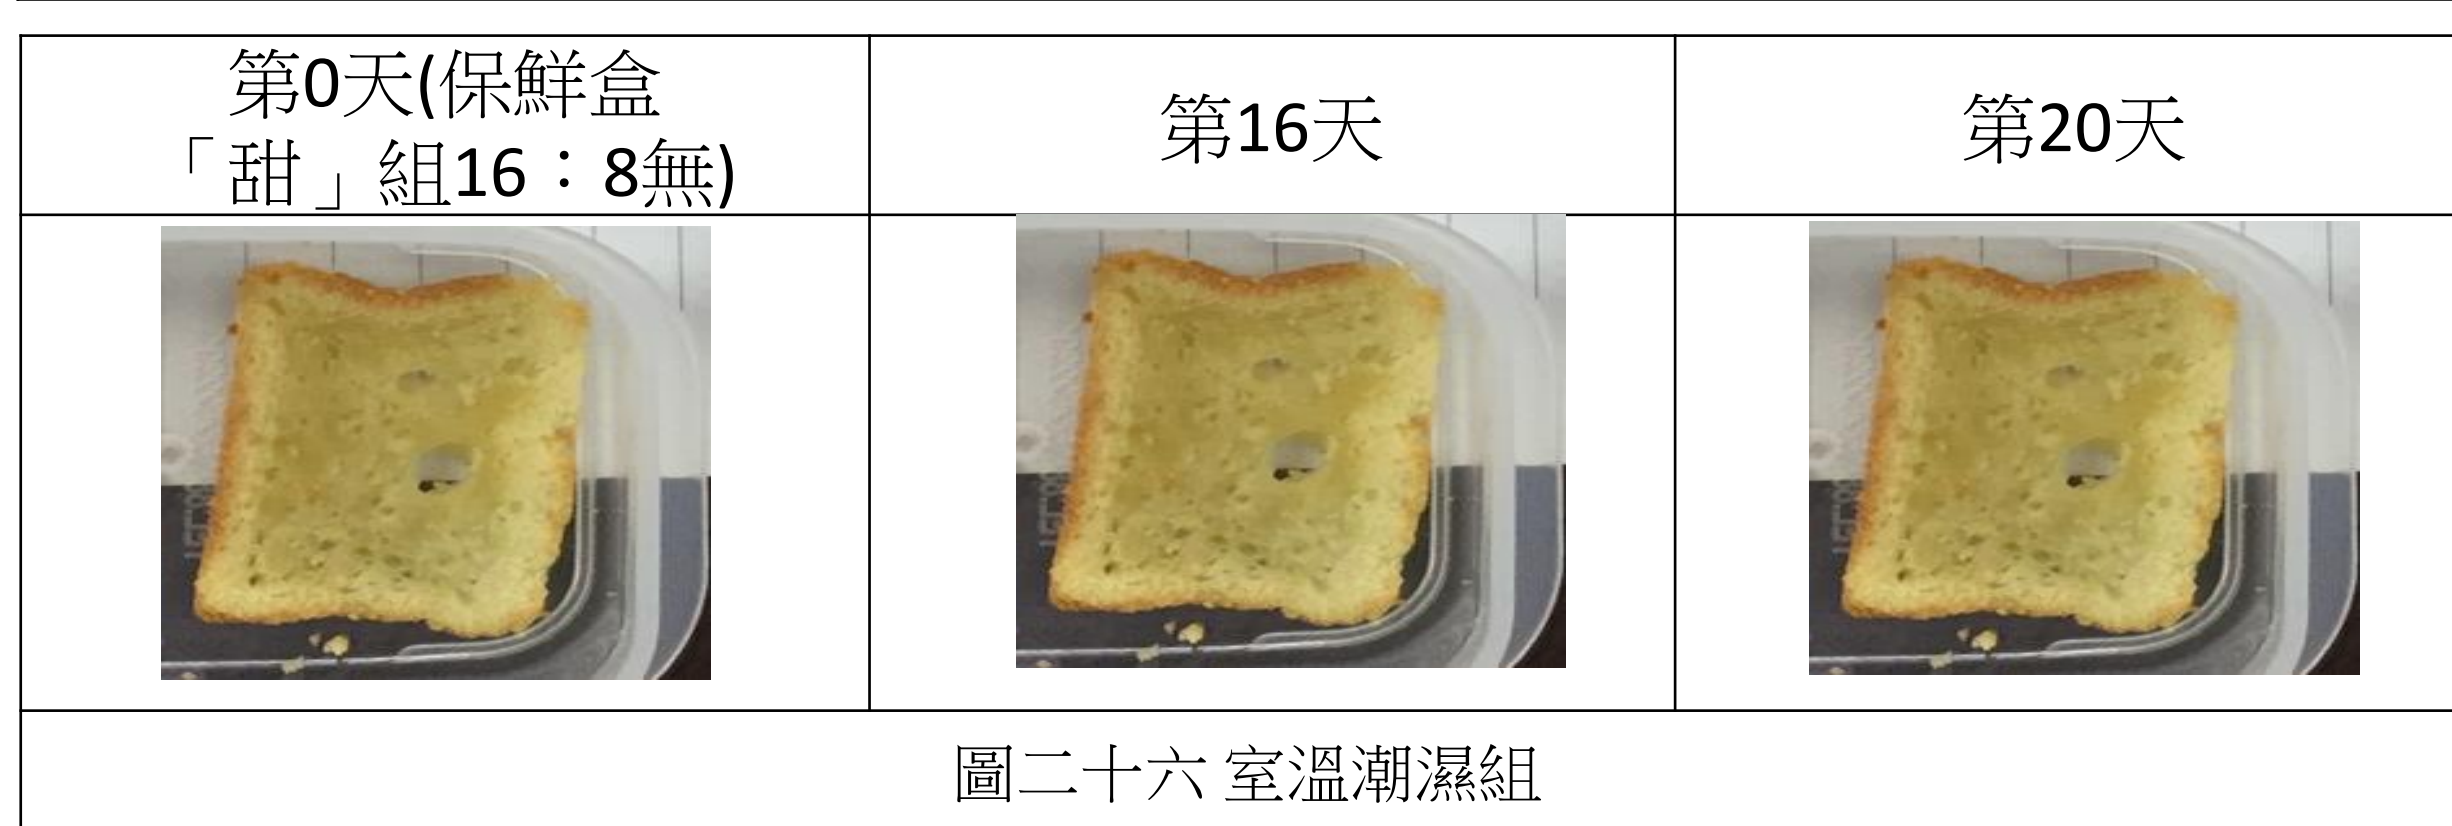 第0天(保鮮盒
「甜」組16：8無)
第16天
第20天
圖二十六 室溫潮濕組